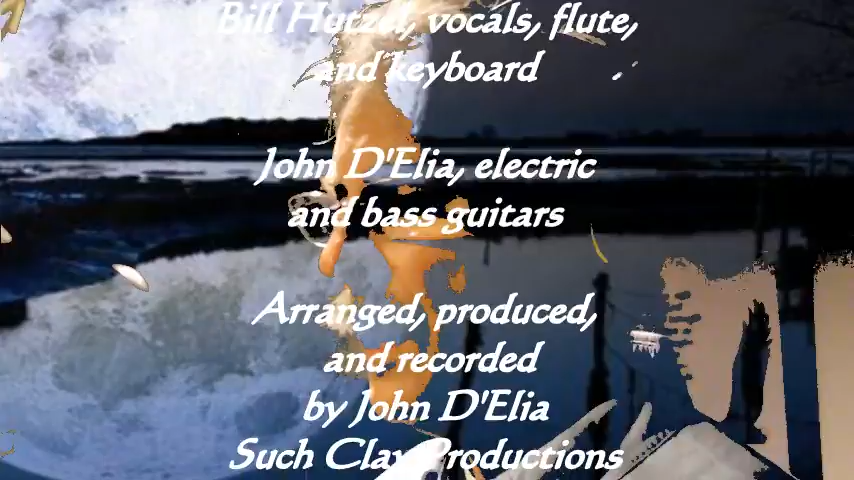 Bill Hutzel, vocals, flute,
and keyboard
John D'Elia, electric
and bass guitars
Arranged, produced,
and recorded
by John D'Elia
Such Clay Productions